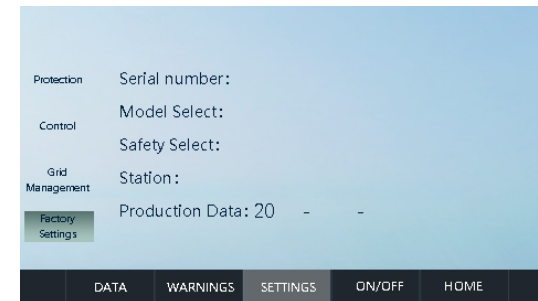 Protection
Control
Grid
Management
Factory
Settings
Serial number:
Model Select:
Safety Select:
Station:
Production Data: 20 - -
DATA WARNINGS SETTINGS ON/OFF HOME